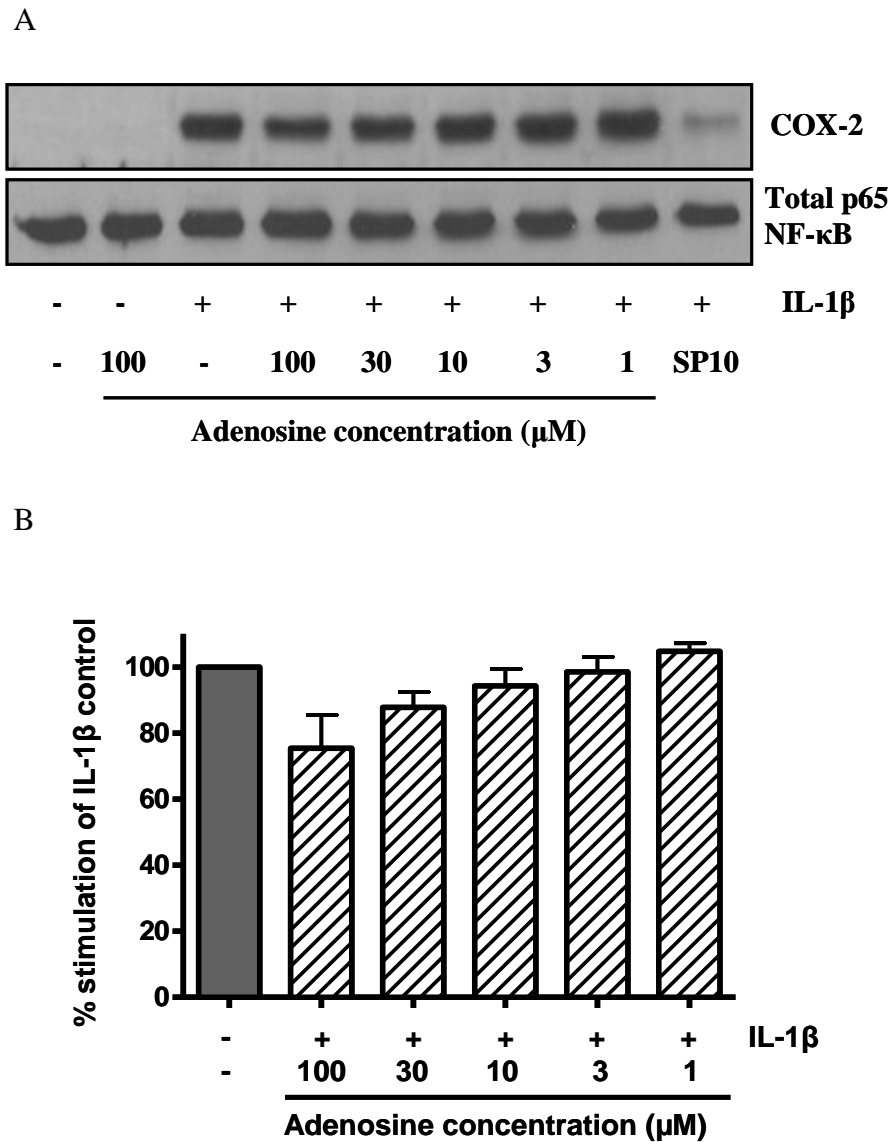 A
COX-2
Total p65
NF-κB
- - + + + + + + + IL-1β
- 100 - 100 30 10 3 1 SP10
Adenosine concentration (µM)
B
% stimulation of IL-1β control
100
80
60
40
20
0
- + + + + + IL-1β
- 100 30 10 3 1
Adenosine concentration (µM)